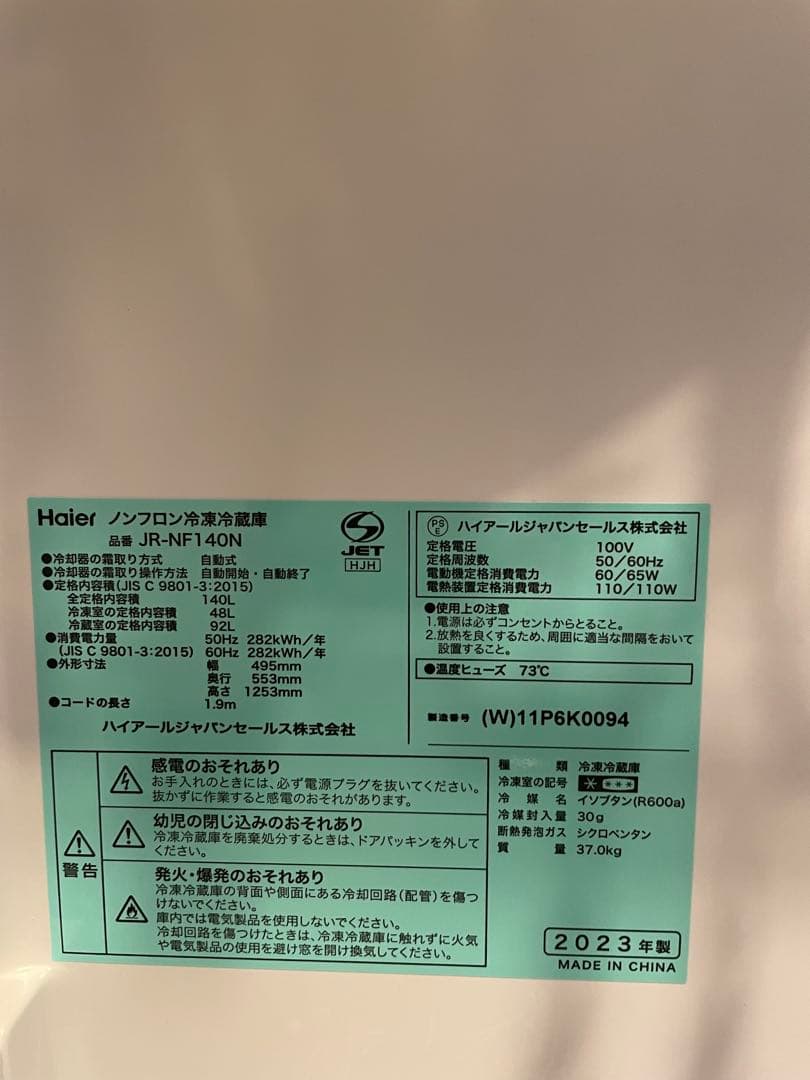 Haier ノンフロン冷凍冷蔵庫
品番 JR-NF140N
●冷却器の霜取り方式 自動式
●冷却器の霜取り操作方法 自動開始・自動終了
●定格内容積(JIS C 9801-3:2015)
全定格内容積 140L
冷凍室の定格内容積 48L
冷蔵室の定格内容積 92L
●消費電力量 50Hz 282kWh/年
(JIS C 9801-3:2015) 60Hz 282kWh/年
●外形寸法 幅 495mm
奥行 553mm
高さ 1253mm
●コードの長さ 1.9m
ハイアールジャパンセールス株式会社
JET
HJH
PSE ハイアールジャパンセールス株式会社
定格電圧 100V
定格周波数 50/60Hz
電動機定格消費電力 60/65W
電熱装置定格消費電力 110/110W
●使用上の注意
1.電源は必ずコンセントからとること。
2.放熱を良くするため、周囲に適当な間隔をおいて
設置すること。
●温度ヒューズ 73℃
製造番号 (W)11P6K0094
警告
感電のおそれあり
お手入れのときには、必ず電源プラグを抜いてください。
抜かずに作業すると感電のおそれがあります。
幼児の閉じ込みのおそれあり
冷凍冷蔵庫を廃棄処分するときは、ドアパッキンを外して
ください。
発火・爆発のおそれあり
冷凍冷蔵庫の背面や側面にある冷却回路(配管)を傷つ
けないでください。
庫内では電気製品を使用しないでください。
冷却回路を傷つけたときは、冷凍冷蔵庫に触れずに火気
や電気製品の使用を避け窓を開け換気してください。
種類 冷凍冷蔵庫
冷凍室の記号 * ***
冷媒名 イソブタン(R600a)
冷媒封入量 30g
断熱発泡ガス シクロペンタン
質量 37.0kg
2023年製
MADE IN CHINA